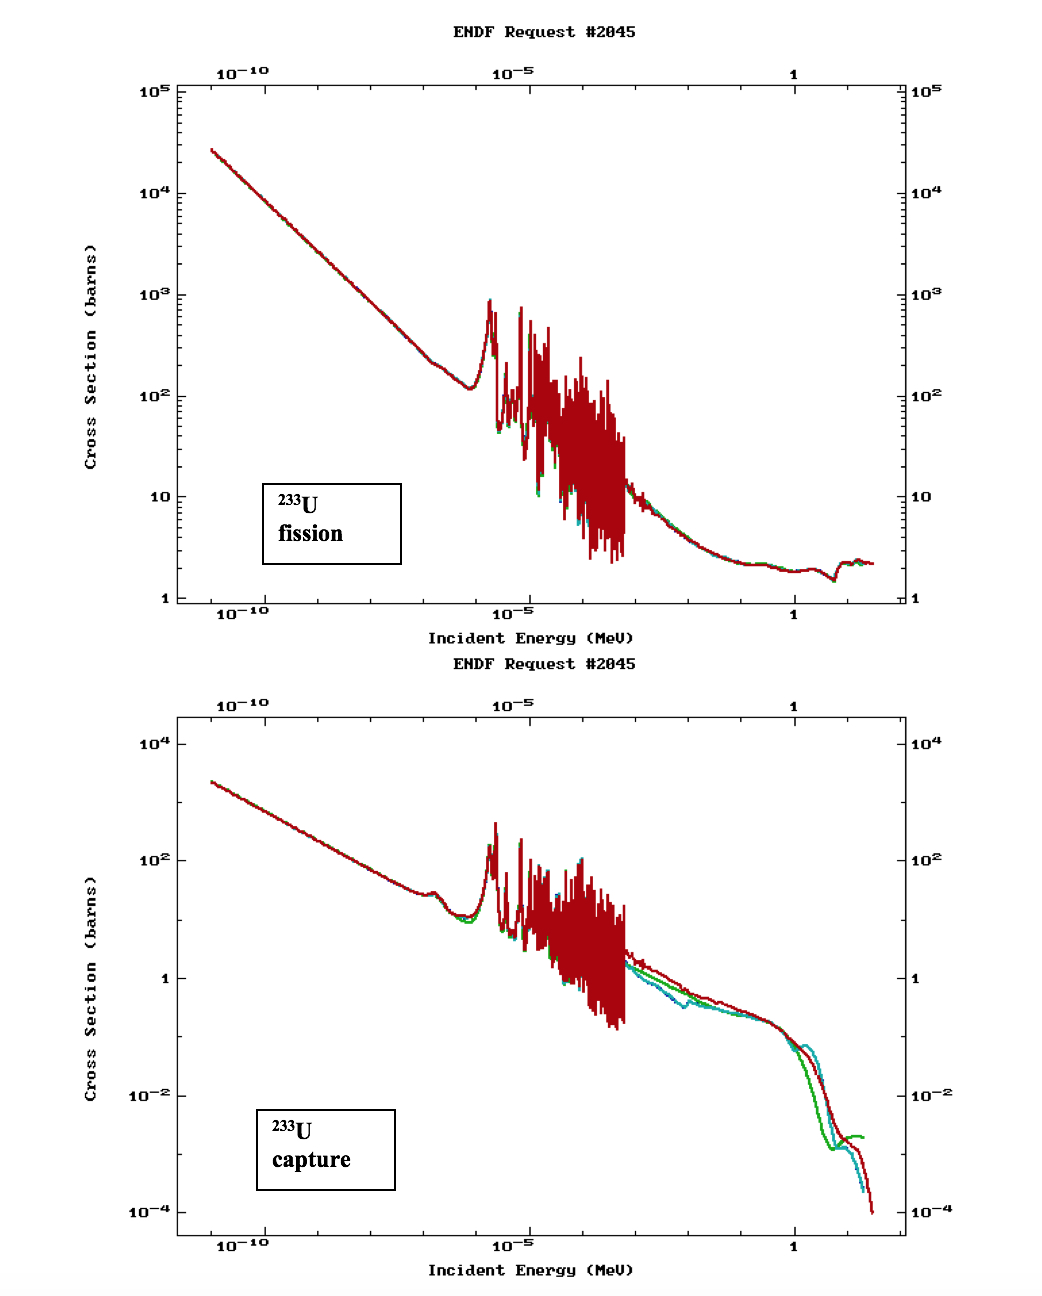 ENDF Request #2045
10⁻¹⁰ 10⁻⁵ 1
10⁵ 10⁵
10⁴ 10⁴
10³ 10³
10² 10²
10 10
1 1
Cross Section (barns)
²³³U
fission
10⁻¹⁰ 10⁻⁵ 1
Incident Energy (MeV)
ENDF Request #2045
10⁻¹⁰ 10⁻⁵ 1
10⁴ 10⁴
10² 10²
1 1
10⁻² 10⁻²
10⁻⁴ 10⁻⁴
Cross Section (barns)
²³³U
capture
10⁻¹⁰ 10⁻⁵ 1
Incident Energy (MeV)